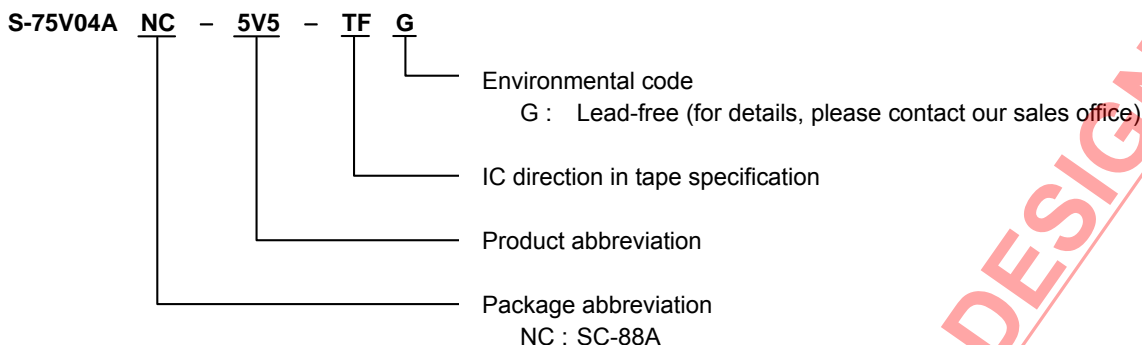 S-75V04A NC – 5V5 – TF G
Environmental code
G : Lead-free (for details, please contact our sales office)
IC direction in tape specification
Product abbreviation
Package abbreviation
NC : SC-88A
DESIGN